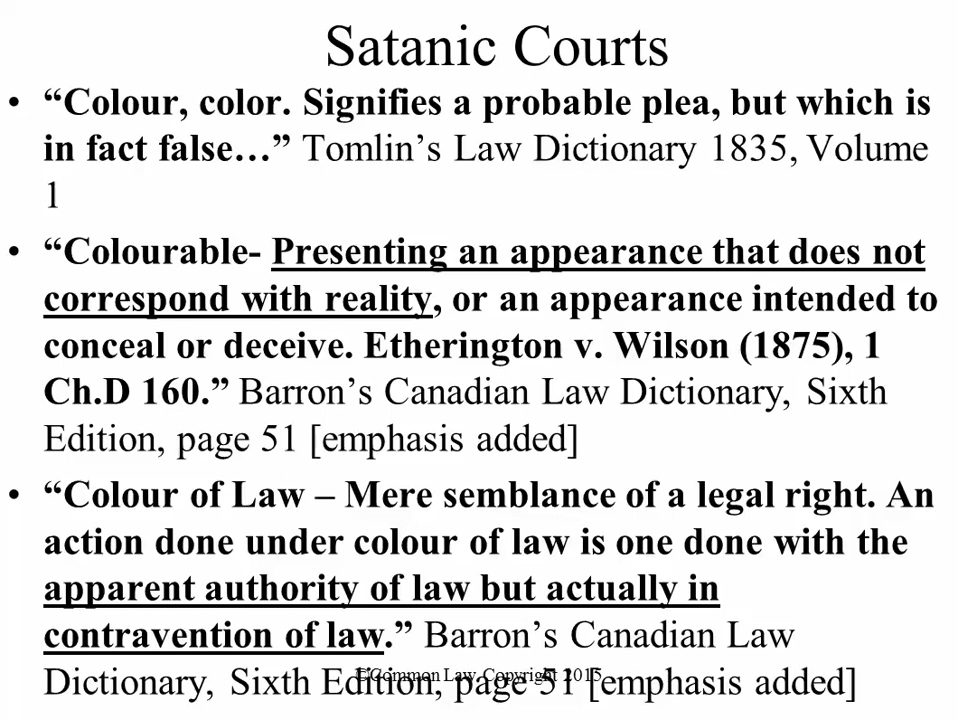 Satanic Courts
• “Colour, color. Signifies a probable plea, but which is
in fact false…” Tomlin’s Law Dictionary 1835, Volume
1
• “Colourable- Presenting an appearance that does not
correspond with reality, or an appearance intended to
conceal or deceive. Etherington v. Wilson (1875), 1
Ch.D 160.” Barron’s Canadian Law Dictionary, Sixth
Edition, page 51 [emphasis added]
• “Colour of Law – Mere semblance of a legal right. An
action done under colour of law is one done with the
apparent authority of law but actually in
contravention of law.” Barron’s Canadian Law
Dictionary, Sixth Edition, page 51 [emphasis added]
©Common Law Copyright 2015